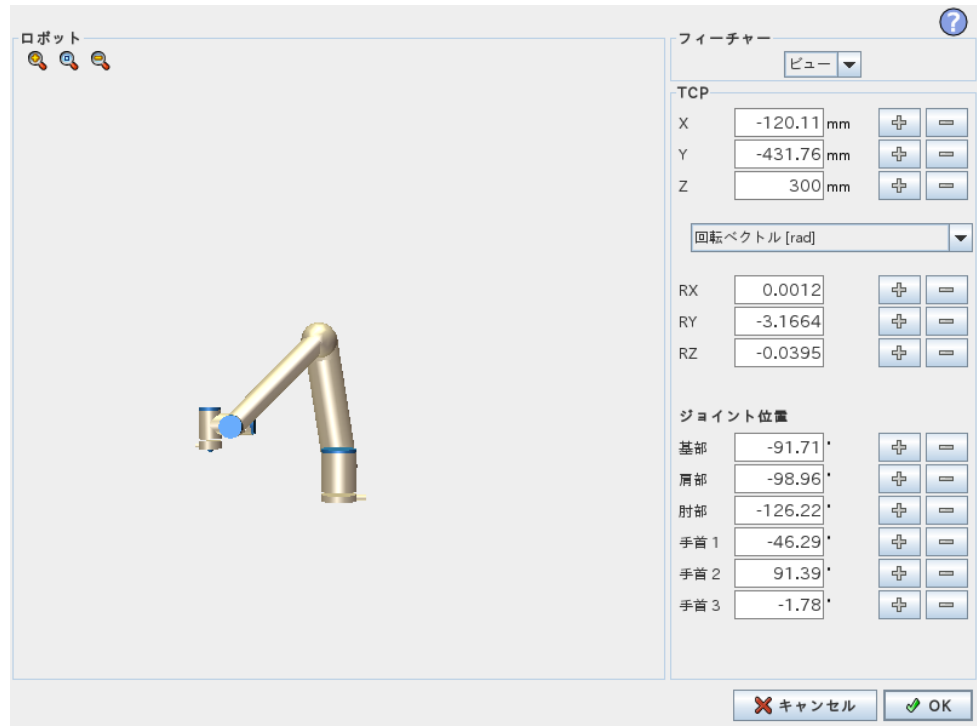 ?
ロボット
フィーチャー
ビュー
TCP
X -120.11 mm
Y -431.76 mm
Z 300 mm
回転ベクトル [rad]
RX 0.0012
RY -3.1664
RZ -0.0395
ジョイント位置
基部 -91.71 °
肩部 -98.96 °
肘部 -126.22 °
手首 1 -46.29 °
手首 2 91.39 °
手首 3 -1.78 °
キャンセル OK